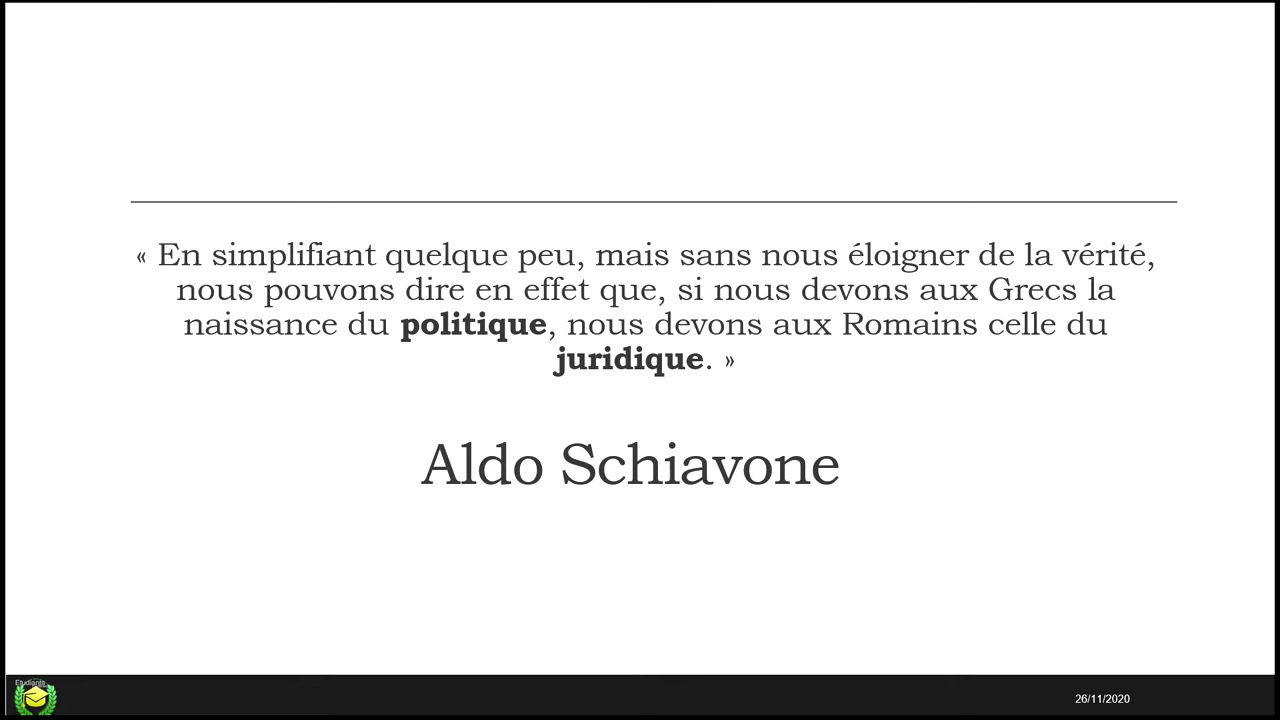 « En simplifiant quelque peu, mais sans nous éloigner de la vérité,
nous pouvons dire en effet que, si nous devons aux Grecs la
naissance du politique, nous devons aux Romains celle du
juridique. »
Aldo Schiavone
Etudiants
26/11/2020